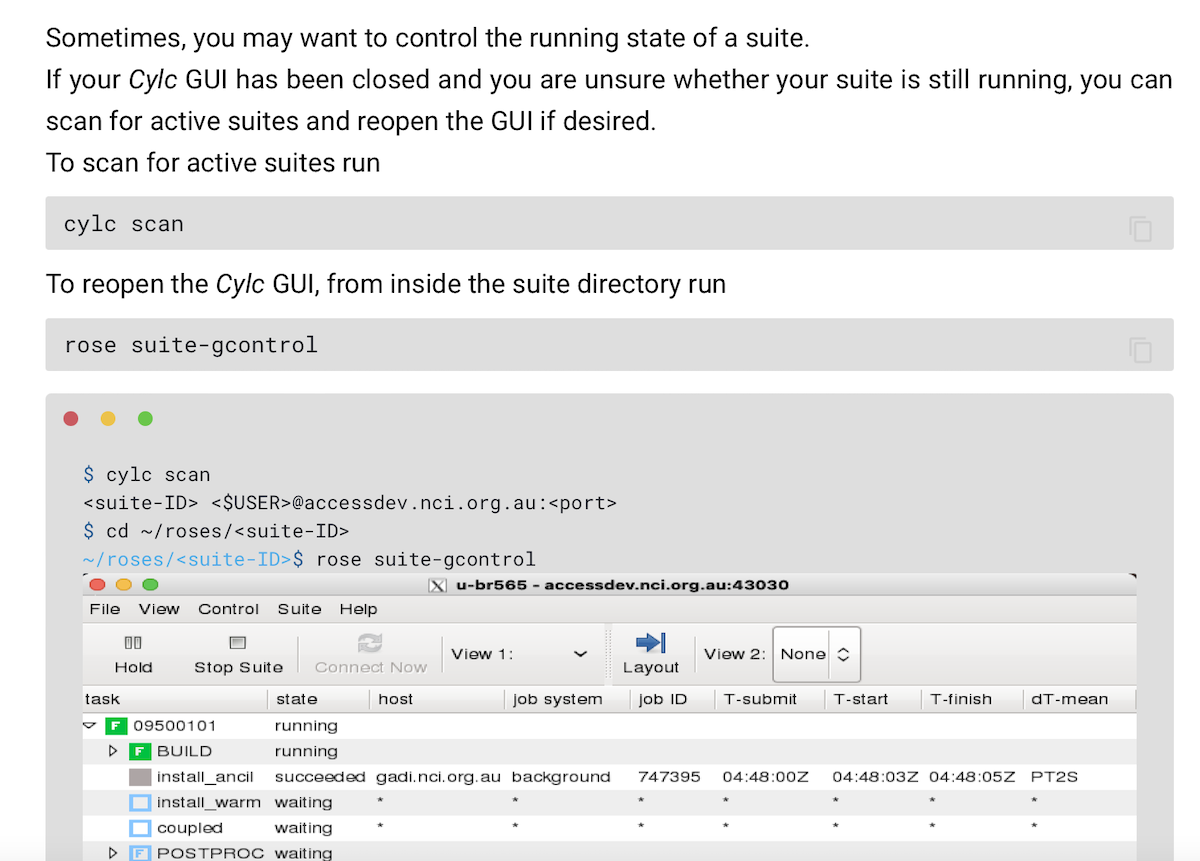 Sometimes, you may want to control the running state of a suite.
If your Cylc GUI has been closed and you are unsure whether your suite is still running, you can
scan for active suites and reopen the GUI if desired.
To scan for active suites run
cylc scan
To reopen the Cylc GUI, from inside the suite directory run
rose suite-gcontrol
$ cylc scan
<suite-ID> <$USER>@accessdev.nci.org.au:<port>
$ cd ~/roses/<suite-ID>
~/roses/<suite-ID>$ rose suite-gcontrol
X u-br565 - accessdev.nci.org.au:43030
File View Control Suite Help
Hold Stop Suite Connect Now View 1: Layout View 2: None
task state host job system job ID T-submit T-start T-finish dT-mean
F 09500101 running
F BUILD running
install_ancil succeeded gadi.nci.org.au background 747395 04:48:00Z 04:48:03Z 04:48:05Z PT2S
install_warm waiting * * * * * * *
coupled waiting * * * * * * *
F POSTPROC waiting